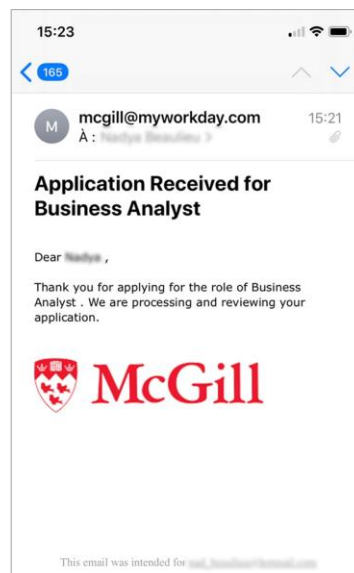 15:23
165
M
mcgill@myworkday.com
15:21
À :
Application Received for
Business Analyst
Dear
,
Thank you for applying for the role of Business
Analyst . We are processing and reviewing your
application.
McGill
This email was intended for